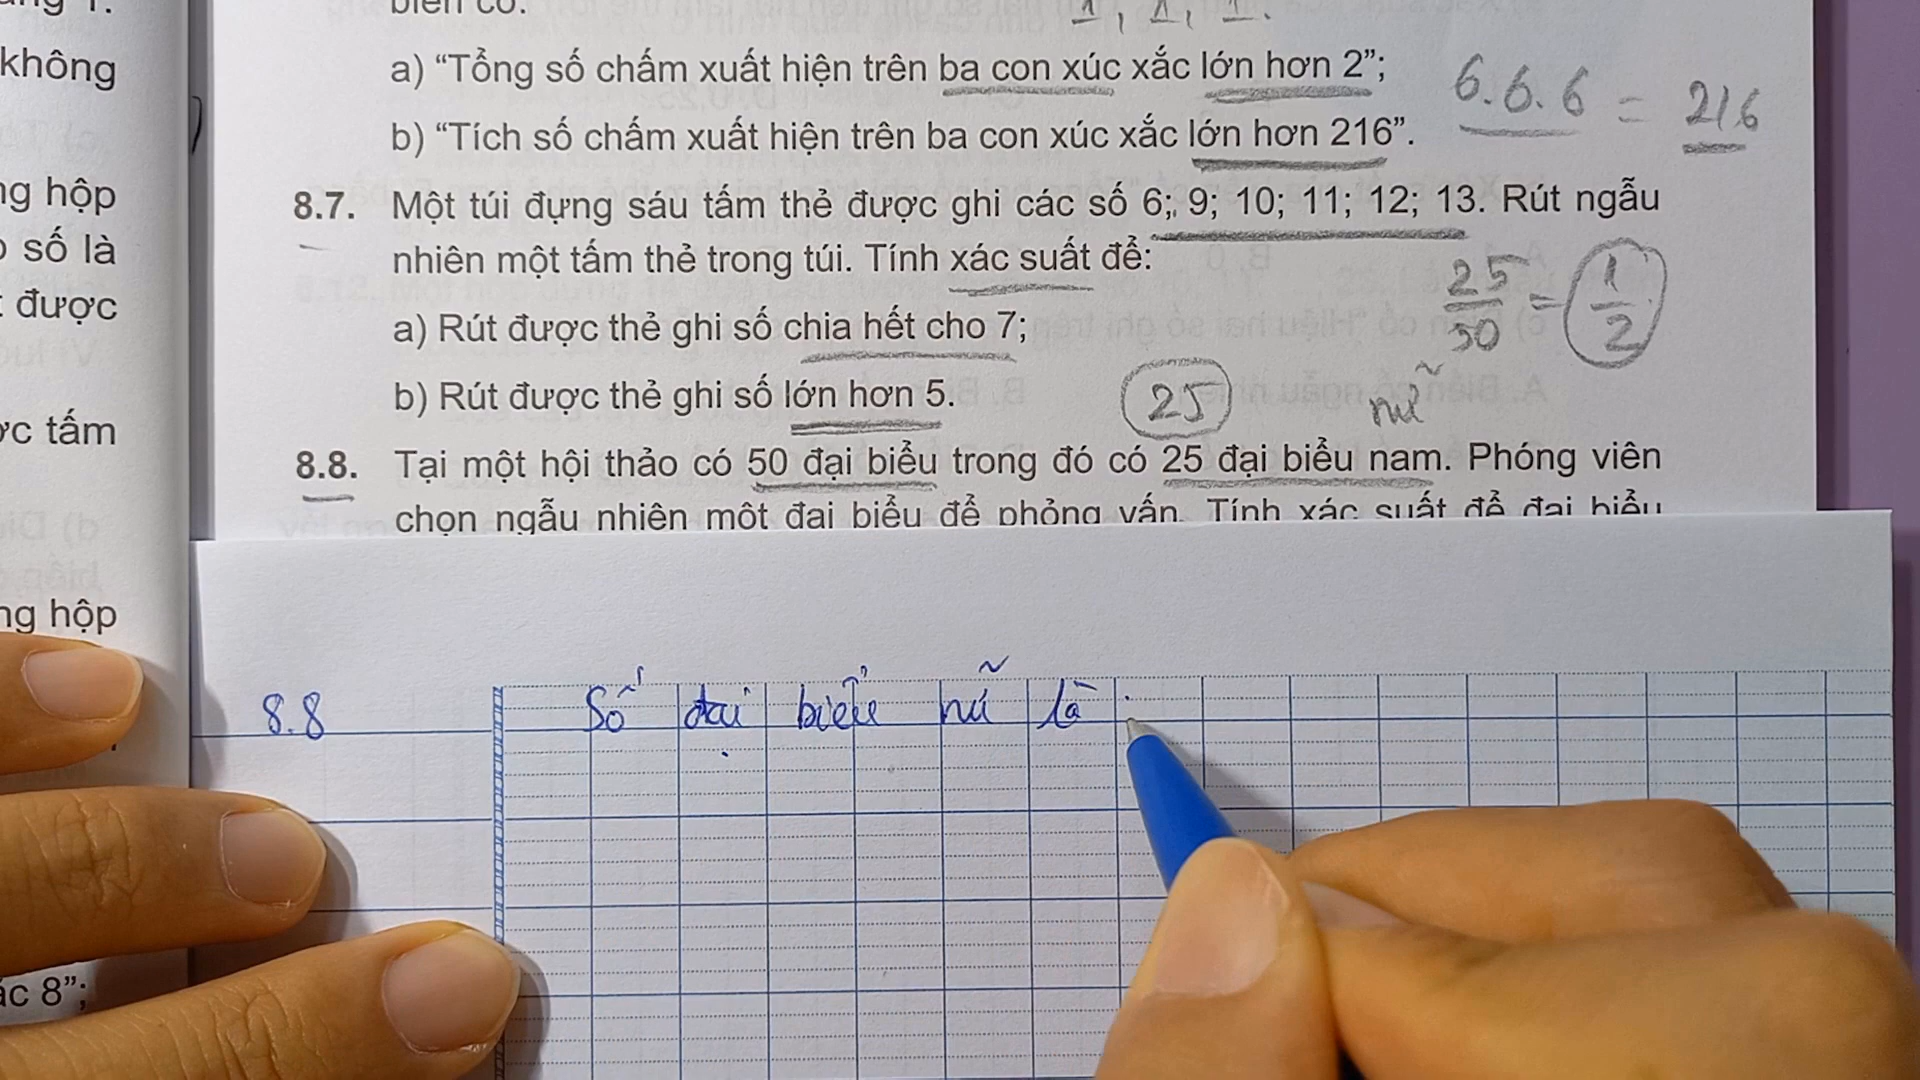 không
ng hộp
số là
được
tấm
ng hộp
8”;
a) “Tổng số chấm xuất hiện trên ba con xúc xắc lớn hơn 2”;
6.6.6 = 216
b) “Tích số chấm xuất hiện trên ba con xúc xắc lớn hơn 216”.
8.7. Một túi đựng sáu tấm thẻ được ghi các số 6; 9; 10; 11; 12; 13. Rút ngẫu
nhiên một tấm thẻ trong túi. Tính xác suất để:
25/50 = 1/2
a) Rút được thẻ ghi số chia hết cho 7;
b) Rút được thẻ ghi số lớn hơn 5.
25 nữ
8.8. Tại một hội thảo có 50 đại biểu trong đó có 25 đại biểu nam. Phóng viên
chọn ngẫu nhiên một đại biểu để phỏng vấn. Tính xác suất để đại biểu
8.8 Số đại biểu nữ là :